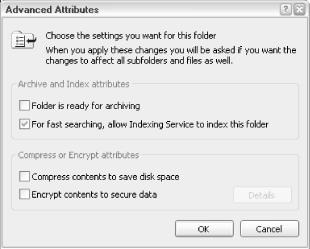 Advanced Attributes
Choose the settings you want for this folder
When you apply these changes you will be asked if you want the
changes to affect all subfolders and files as well.
Archive and Index attributes
Folder is ready for archiving
For fast searching, allow Indexing Service to index this folder
Compress or Encrypt attributes
Compress contents to save disk space
Encrypt contents to secure data
Details
OK
Cancel